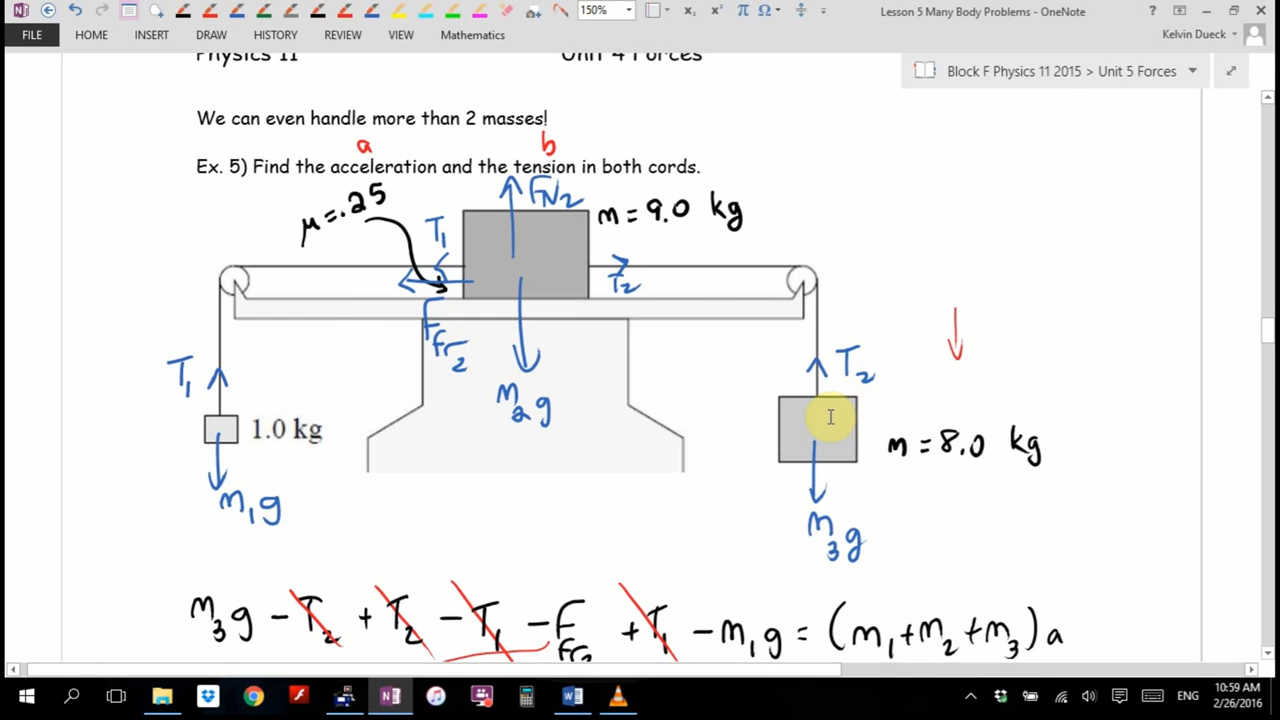 150%
Lesson 5 Many Body Problems - OneNote
FILE HOME INSERT DRAW HISTORY REVIEW VIEW Mathematics
Kelvin Dueck
Physics 11 Unit 4 Forces
Block F Physics 11 2015 > Unit 5 Forces
We can even handle more than 2 masses!
a b
Ex. 5) Find the acceleration and the tension in both cords.
μ=.25
FN2
m = 9.0 kg
T1
T2
Ffr2
T1
T2
m2g
1.0 kg
m = 8.0 kg
m1g
m3g
m3g - T2 + T2 - T1 - Ffr2 + T1 - m1g = (m1+m2+m3)a
ENG
10:59 AM
2/26/2016